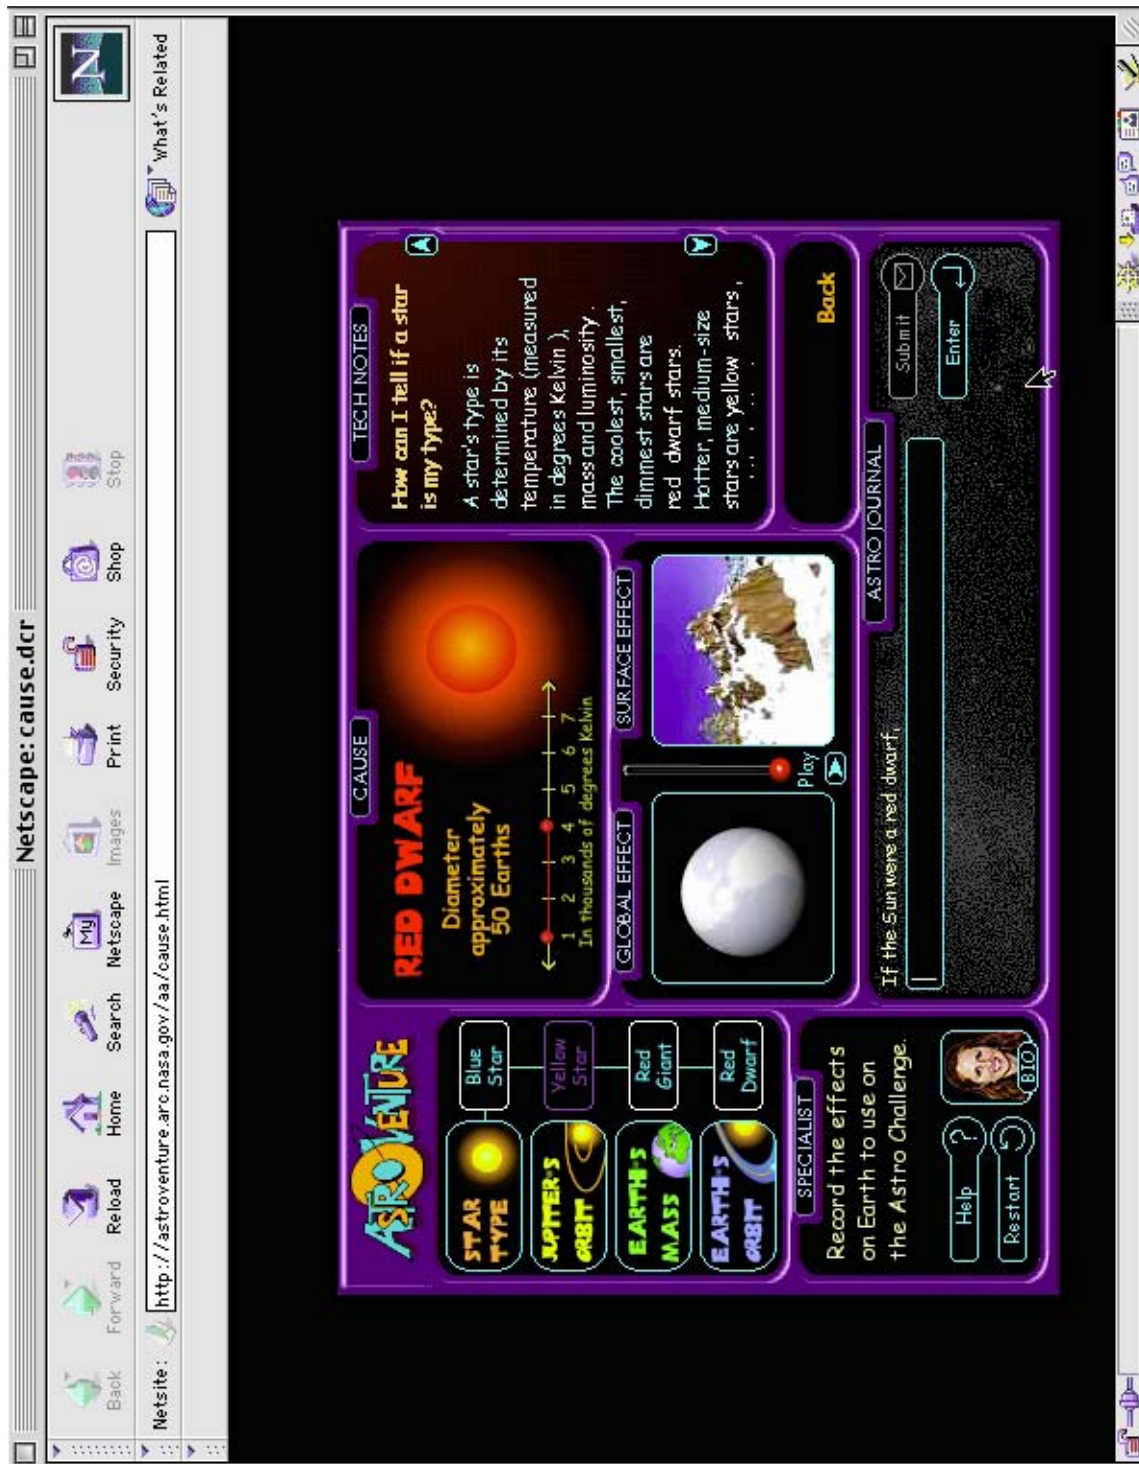 Netscape: cause.dcr
Back
Forward
Reload
Home
Search
My
Netscape
Images
Print
Security
Shop
Stop
N
Netsite:
http://astroventure.arc.nasa.gov/aa/cause.html
What's Related
ASTROVENTURE
STAR
TYPE
JUPITER'S
ORBIT
EARTH'S
MASS
EARTH'S
ORBIT
Blue
Star
Yellow
Star
Red
Giant
Red
Dwarf
CAUSE
RED DWARF
Diameter
approximately
50 Earths
1 2 3 4 5 6 7
In thousands of degrees Kelvin
TECH NOTES
How can I tell if a star
is my type?
A star's type is
determined by its
temperature (measured
in degrees Kelvin ),
mass and luminosity.
The coolest, smallest,
dimmest stars are
red dwarf stars.
Hotter, medium-size
stars are yellow stars,
GLOBAL EFFECT
Play
SURFACE EFFECT
Back
SPECIALIST
Record the effects
on Earth to use on
the Astro Challenge.
Help
?
Restart
BIO
ASTRO JOURNAL
If the Sun were a red dwarf,
Submit
Enter